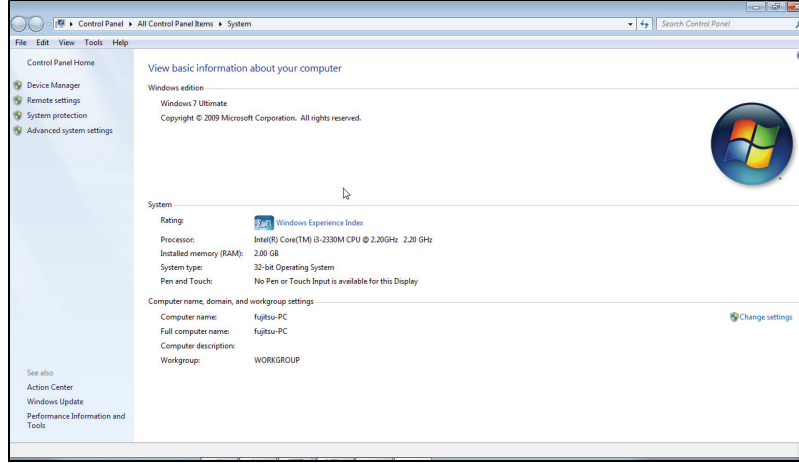 Control Panel ▸ All Control Panel Items ▸ System
Search Control Panel
File Edit View Tools Help
Control Panel Home
Device Manager
Remote settings
System protection
Advanced system settings
View basic information about your computer
Windows edition
Windows 7 Ultimate
Copyright © 2009 Microsoft Corporation. All rights reserved.
System
Rating:
Windows Experience Index
Processor: Intel(R) Core(TM) i3-2330M CPU @ 2.20GHz 2.20 GHz
Installed memory (RAM): 2.00 GB
System type: 32-bit Operating System
Pen and Touch: No Pen or Touch Input is available for this Display
Computer name, domain, and workgroup settings
Computer name: fujitsu-PC
Change settings
Full computer name: fujitsu-PC
Computer description:
Workgroup: WORKGROUP
See also
Action Center
Windows Update
Performance Information and
Tools